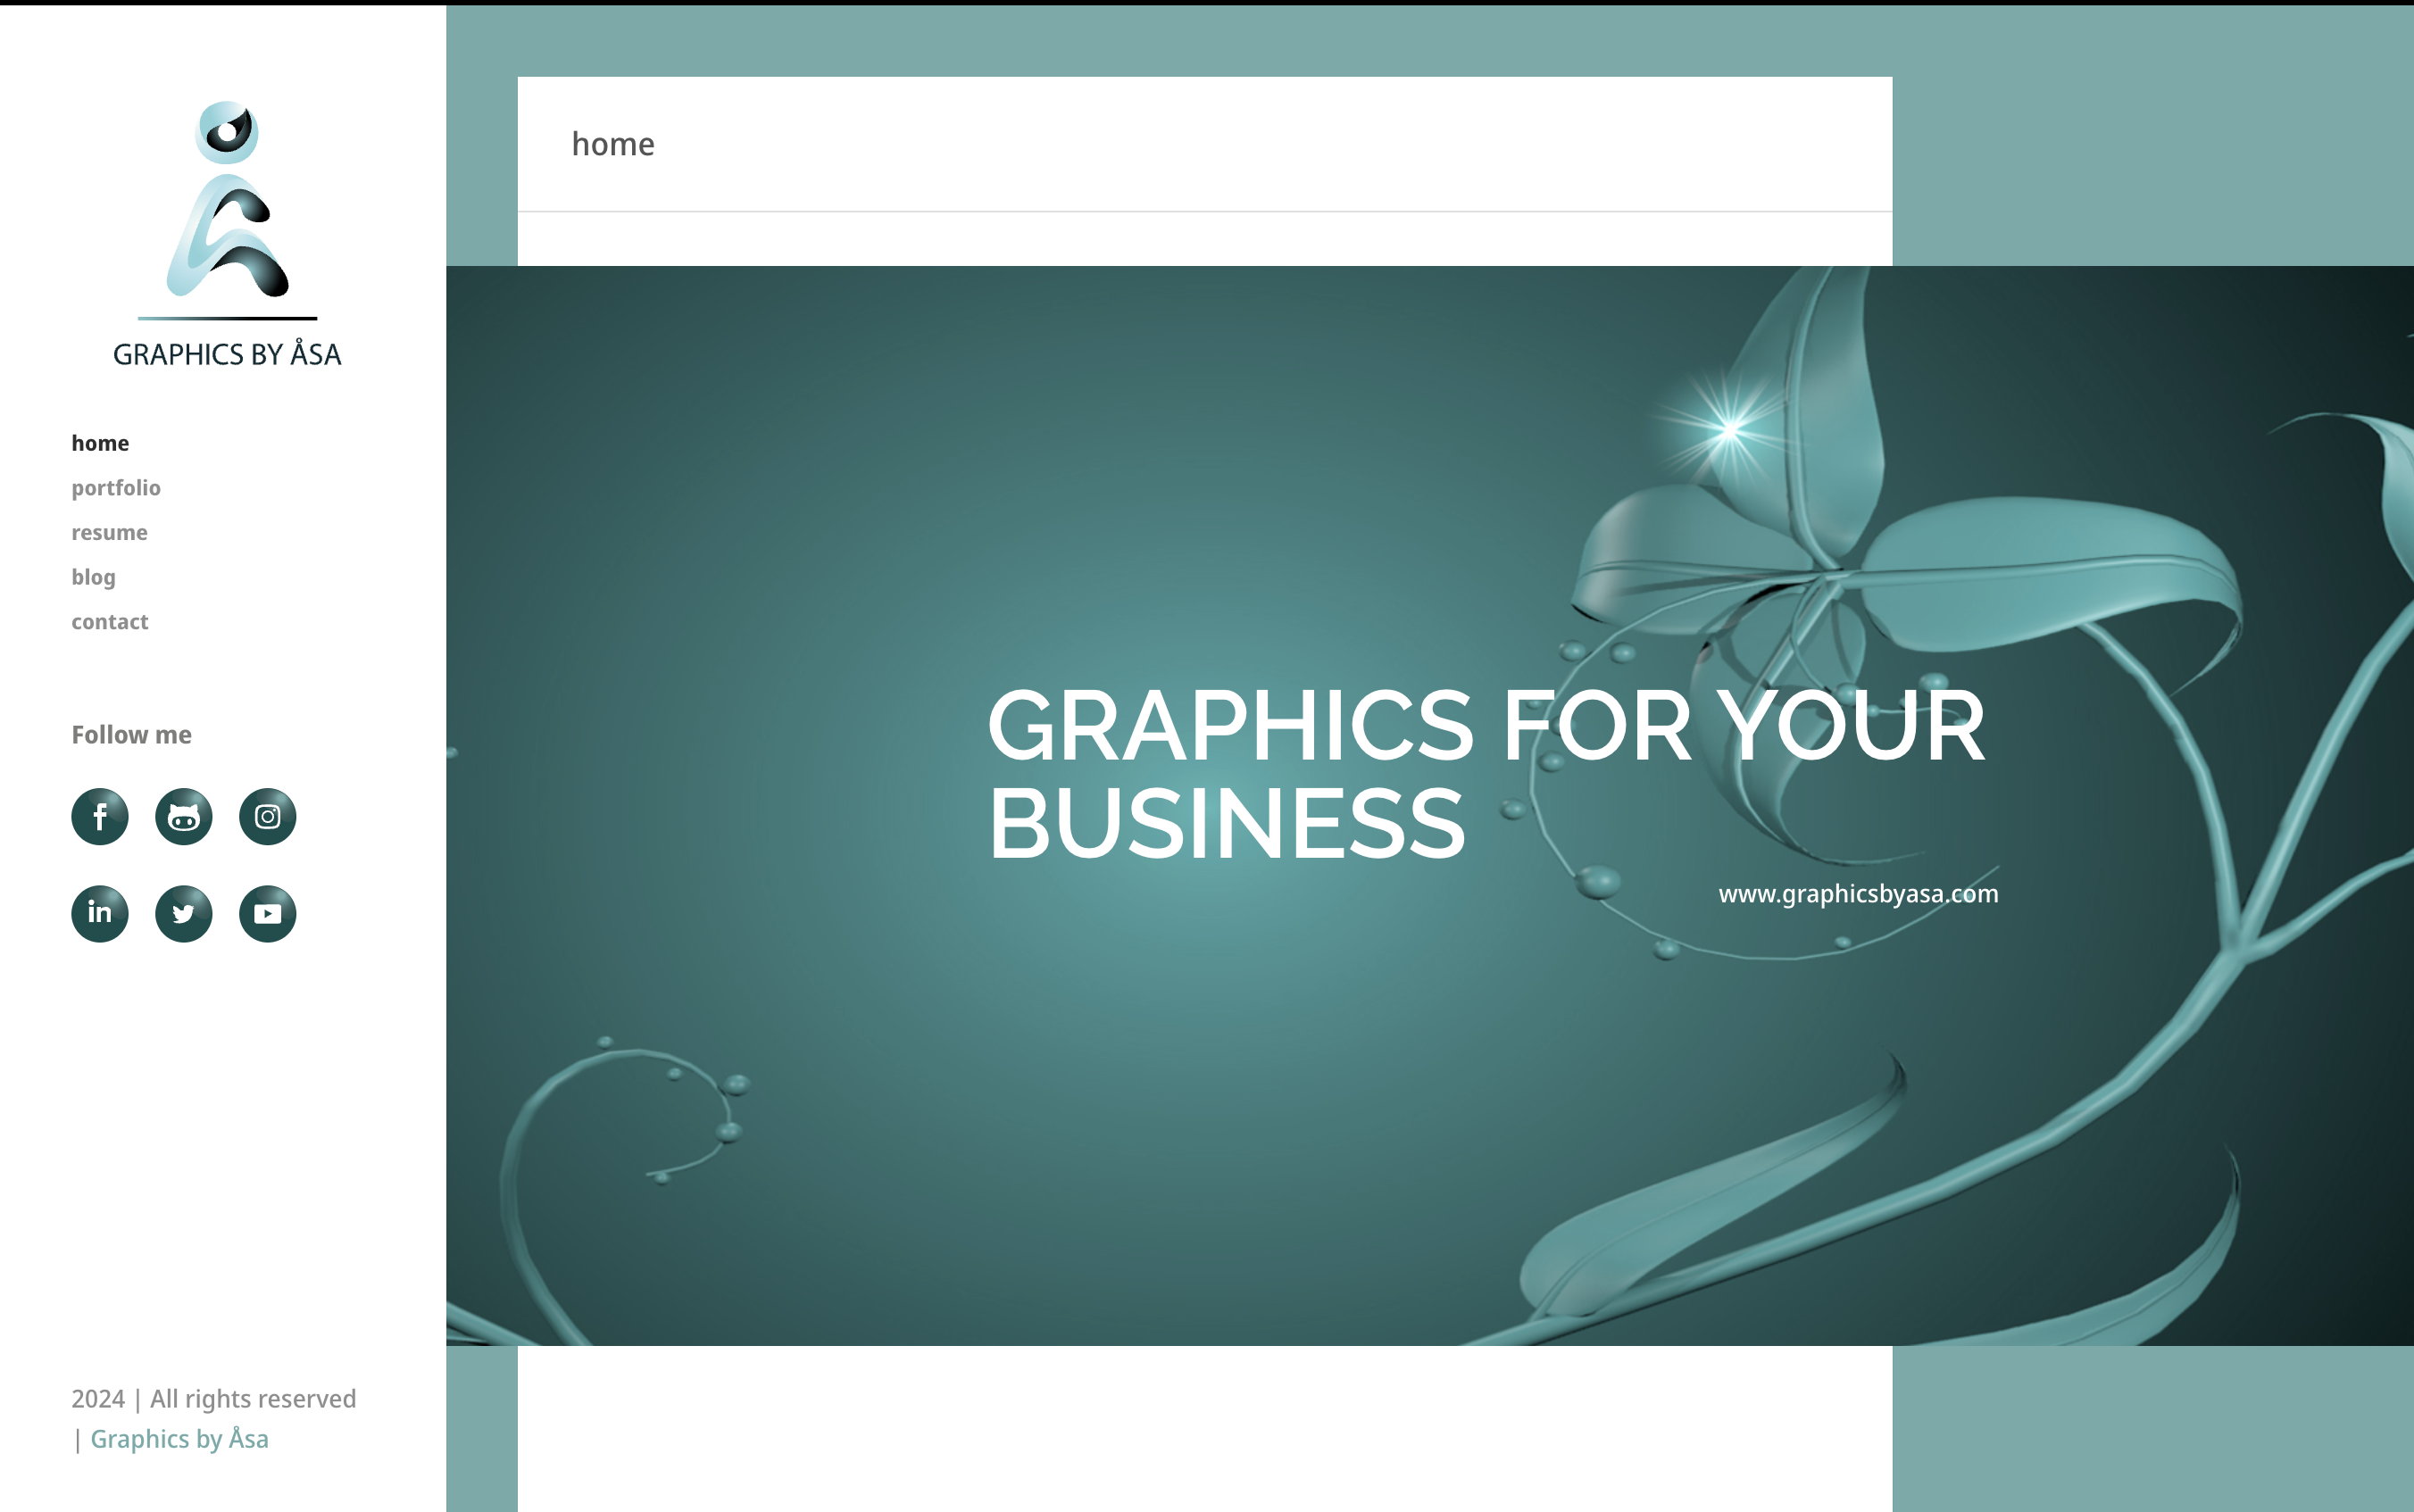 GRAPHICS BY ÅSA
home
portfolio
resume
blog
contact
Follow me
2024 | All rights reserved
| Graphics by Åsa
home
GRAPHICS FOR YOUR
BUSINESS
www.graphicsbyasa.com